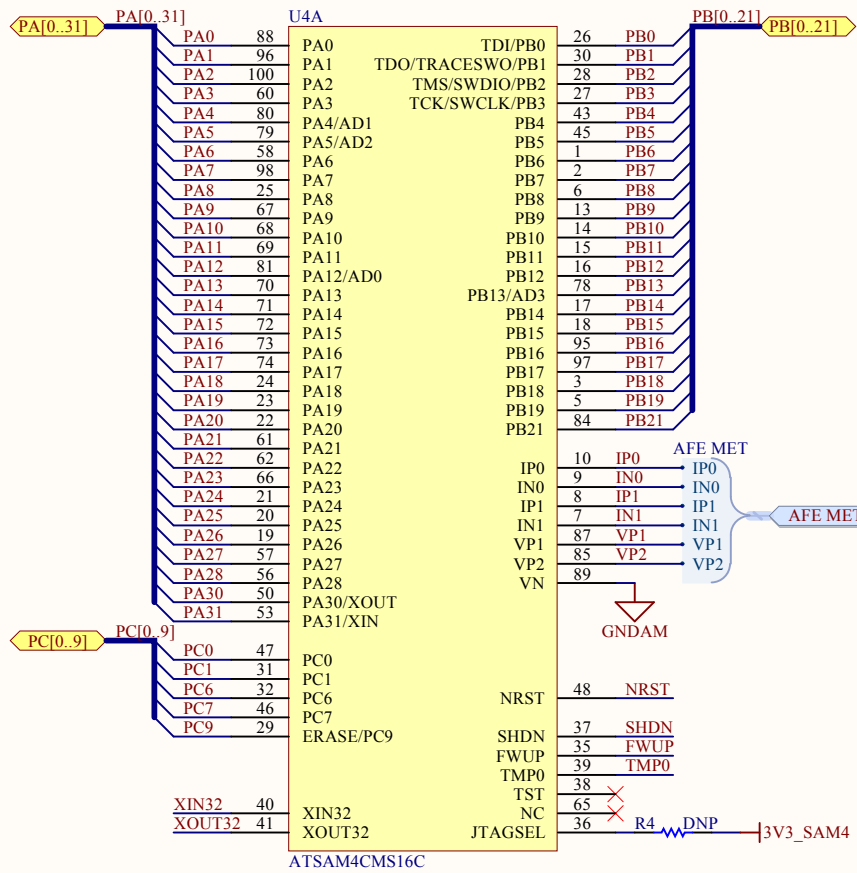 PA[0..31] PA[0..31] U4A PB[0..21] PB[0..21]
PA0 88 PA0 TDI/PB0 26 PB0
PA1 96 PA1 TDO/TRACESWO/PB1 30 PB1
PA2 100 PA2 TMS/SWDIO/PB2 28 PB2
PA3 60 PA3 TCK/SWCLK/PB3 27 PB3
PA4 80 PA4/AD1 PB4 43 PB4
PA5 79 PA5/AD2 PB5 45 PB5
PA6 58 PA6 PB6 1 PB6
PA7 98 PA7 PB7 2 PB7
PA8 25 PA8 PB8 6 PB8
PA9 67 PA9 PB9 13 PB9
PA10 68 PA10 PB10 14 PB10
PA11 69 PA11 PB11 15 PB11
PA12 81 PA12/AD0 PB12 16 PB12
PA13 70 PA13 PB13/AD3 78 PB13
PA14 71 PA14 PB14 17 PB14
PA15 72 PA15 PB15 18 PB15
PA16 73 PA16 PB16 95 PB16
PA17 74 PA17 PB17 97 PB17
PA18 24 PA18 PB18 3 PB18
PA19 23 PA19 PB19 5 PB19
PA20 22 PA20 PB21 84 PB21
PA21 61 PA21 AFE MET
PA22 62 PA22 IP0 10 IP0 IP0
PA23 66 PA23 IN0 9 IN0 IN0
PA24 21 PA24 IP1 8 IP1 IP1
PA25 20 PA25 IN1 7 IN1 IN1 AFE MET
PA26 19 PA26 VP1 87 VP1 VP1
PA27 57 PA27 VP2 85 VP2 VP2
PA28 56 PA28 VN 89
PA30 50 PA30/XOUT
PA31 53 PA31/XIN GNDAM
PC[0..9] PC[0..9]
PC0 47 PC0
PC1 31 PC1
PC6 32 PC6 NRST 48 NRST
PC7 46 PC7
PC9 29 ERASE/PC9 SHDN 37 SHDN
FWUP 35 FWUP
TMP0 39 TMP0
TST 38
XIN32 40 XIN32 NC 65
XOUT32 41 XOUT32 JTAGSEL 36 R4 DNP 3V3_SAM4
ATSAM4CMS16C